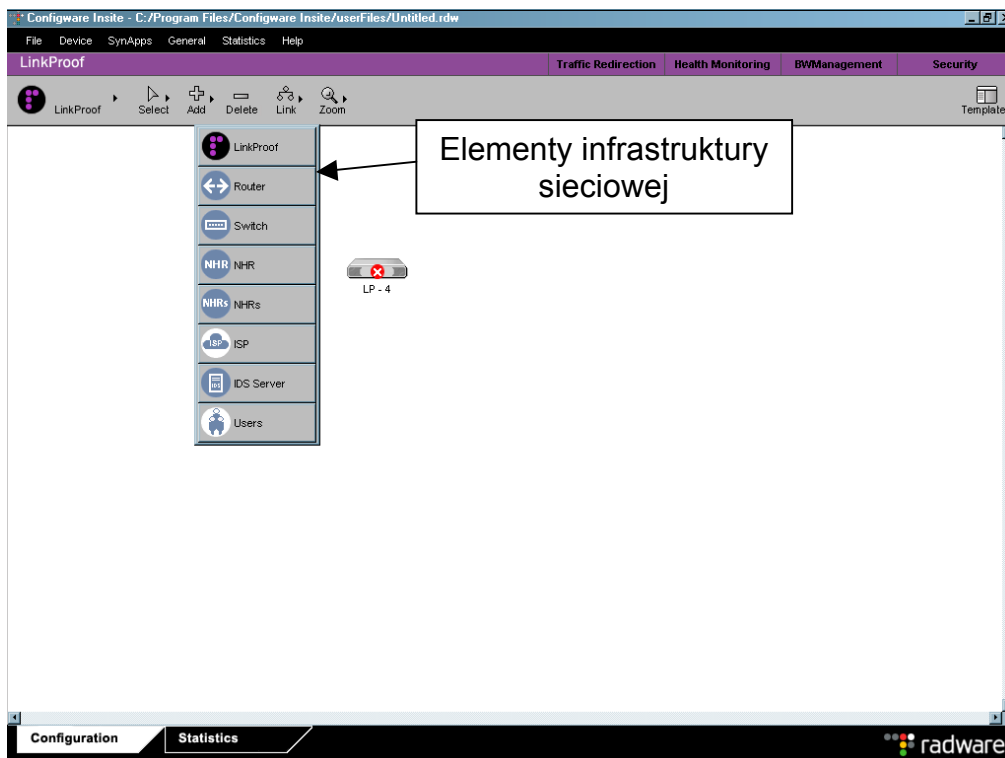 Configware Insite - C:/Program Files/Configware Insite/userFiles/Untitled.rdw
File Device SynApps General Statistics Help
LinkProof Traffic Redirection Health Monitoring BWManagement Security
LinkProof Select Add Delete Link Zoom Template
LinkProof
Router
Switch
NHR NHR
NHRs NHRs
ISP ISP
IDS IDS Server
Users
Elementy infrastruktury
sieciowej
LP - 4
Configuration Statistics
radware